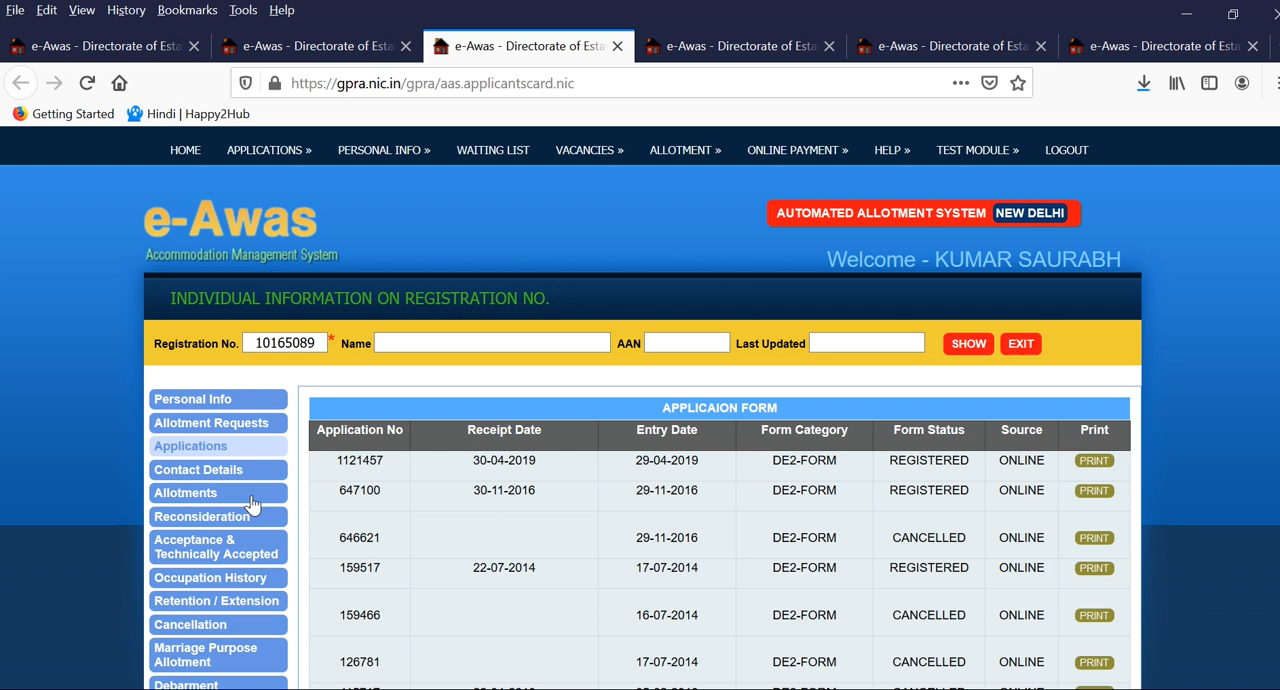 File Edit View History Bookmarks Tools Help
e-Awas - Directorate of Esta e-Awas - Directorate of Esta e-Awas - Directorate of Esta e-Awas - Directorate of Esta e-Awas - Directorate of Esta e-Awas - Directorate of Esta
https://gpra.nic.in/gpra/aas.applicantscard.nic
Getting Started Hindi | Happy2Hub
HOME APPLICATIONS » PERSONAL INFO » WAITING LIST VACANCIES » ALLOTMENT » ONLINE PAYMENT » HELP » TEST MODULE » LOGOUT
e-Awas
Accommodation Management System
AUTOMATED ALLOTMENT SYSTEM NEW DELHI
Welcome - KUMAR SAURABH
INDIVIDUAL INFORMATION ON REGISTRATION NO.
Registration No. 10165089 * Name AAN Last Updated SHOW EXIT
Personal Info
Allotment Requests
Applications
Contact Details
Allotments
Reconsideration
Acceptance &
Technically Accepted
Occupation History
Retention / Extension
Cancellation
Marriage Purpose
Allotment
Debarment
APPLICAION FORM
Application No Receipt Date Entry Date Form Category Form Status Source Print
1121457 30-04-2019 29-04-2019 DE2-FORM REGISTERED ONLINE PRINT
647100 30-11-2016 29-11-2016 DE2-FORM REGISTERED ONLINE PRINT
646621 29-11-2016 DE2-FORM CANCELLED ONLINE PRINT
159517 22-07-2014 17-07-2014 DE2-FORM REGISTERED ONLINE PRINT
159466 16-07-2014 DE2-FORM CANCELLED ONLINE PRINT
126781 17-07-2014 DE2-FORM CANCELLED ONLINE PRINT